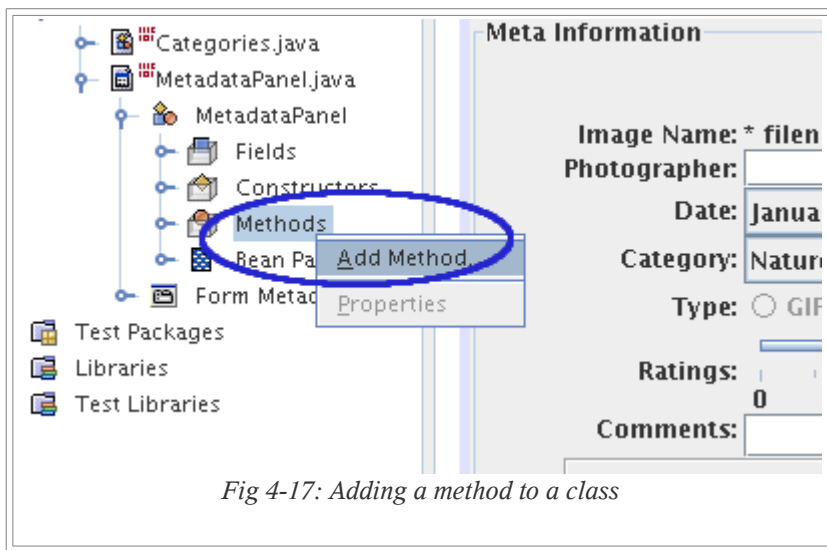 Categories.java
MetadataPanel.java
MetadataPanel
Fields
Constructors
Methods
Bean Pa
Form Metad
Test Packages
Libraries
Test Libraries
Add Method.
Properties
Meta Information
Image Name: * filen
Photographer:
Date: Janua
Category: Nature
Type: GIF
Ratings:
0
Comments:
Fig 4-17: Adding a method to a class